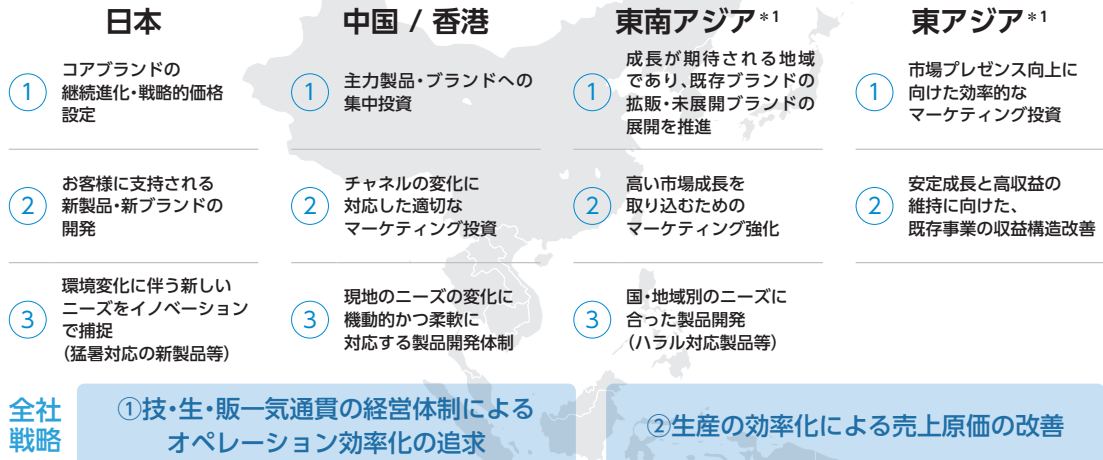 日本
① コアブランドの
継続進化・戦略的価格
設定
② お客様に支持される
新製品・新ブランドの
開発
③ 環境変化に伴う新しい
ニーズをイノベーション
で捕捉
(猛暑対応の新製品等)
中国 / 香港
① 主力製品・ブランドへの
集中投資
② チャネルの変化に
対応した適切な
マーケティング投資
③ 現地のニーズの変化に
機動的かつ柔軟に
対応する製品開発体制
東南アジア*1
① 成長が期待される地域
であり、既存ブランドの
拡販・未展開ブランドの
展開を推進
② 高い市場成長を
取り込むための
マーケティング強化
③ 国・地域別のニーズに
合った製品開発
(ハラル対応製品等)
東アジア*1
① 市場プレゼンス向上に
向けた効率的な
マーケティング投資
② 安定成長と高収益の
維持に向けた、
既存事業の収益構造改善
全社
戦略
①技・生・販一気通貫の経営体制による
オペレーション効率化の追求
②生産の効率化による売上原価の改善